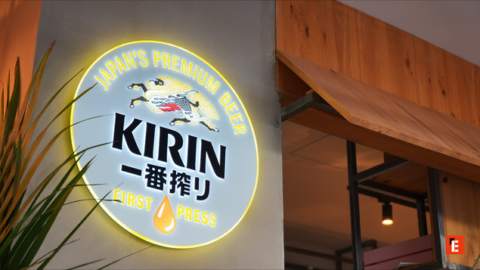 JAPAN'S PREMIUM BEER
KIRIN
一番搾り
FIRST PRESS
E